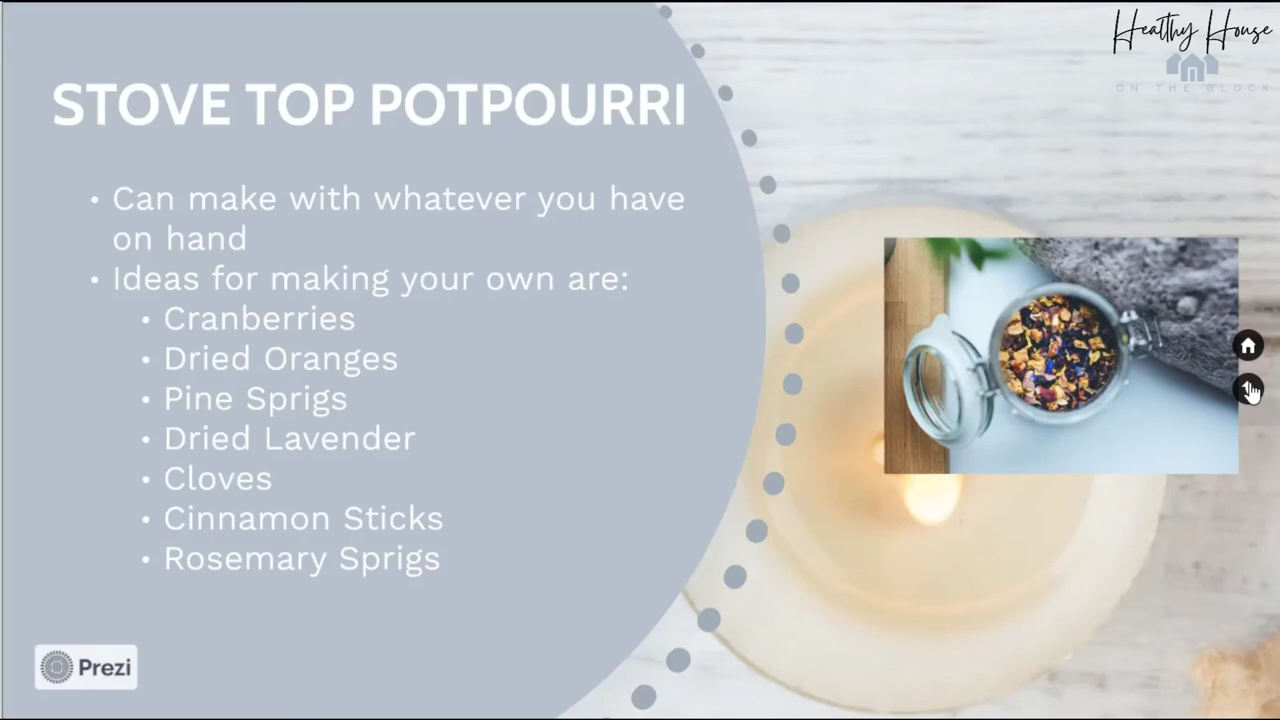 Healthy House
ON THE BLOCK
STOVE TOP POTPOURRI
• Can make with whatever you have
on hand
• Ideas for making your own are:
• Cranberries
• Dried Oranges
• Pine Sprigs
• Dried Lavender
• Cloves
• Cinnamon Sticks
• Rosemary Sprigs
Prezi